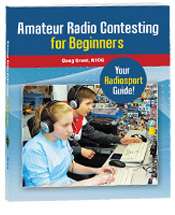 Amateur Radio Contesting
for Beginners
Doug Grant, K1DG
Your
Radiosport
Guide!